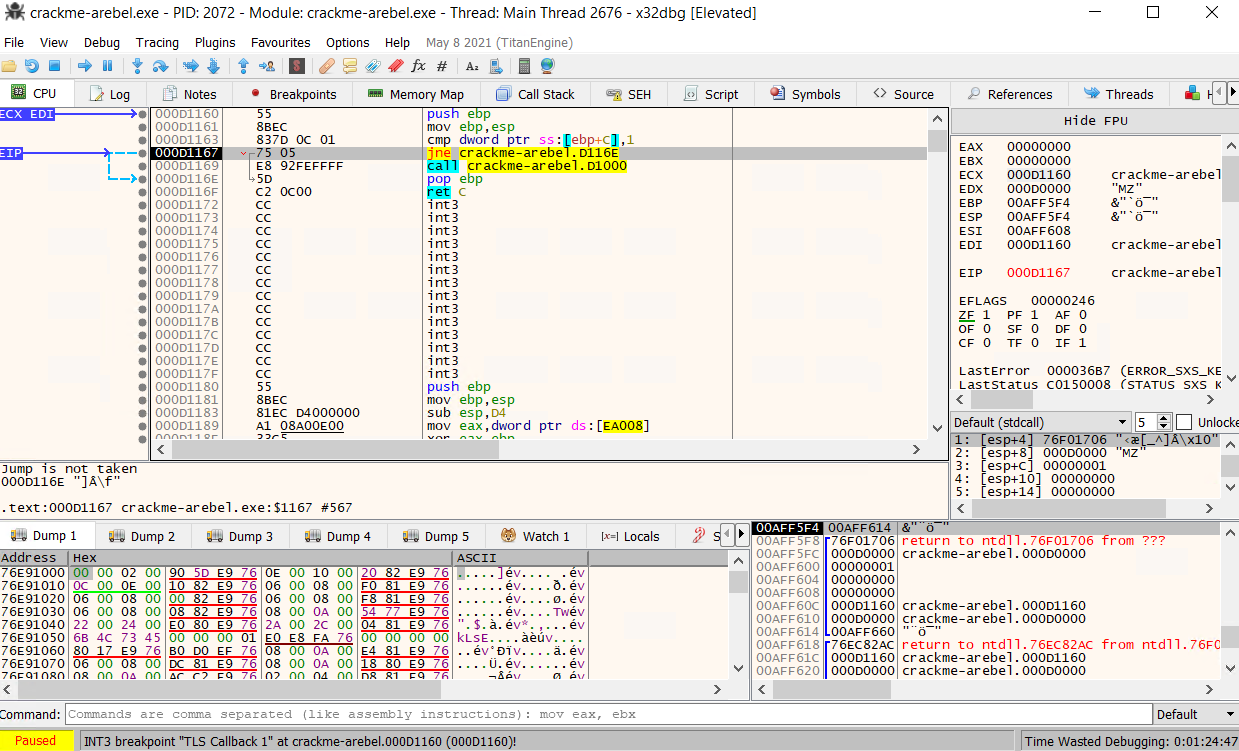 crackme-arebel.exe - PID: 2072 - Module: crackme-arebel.exe - Thread: Main Thread 2676 - x32dbg [Elevated]
File View Debug Tracing Plugins Favourites Options Help May 8 2021 (TitanEngine)
CPU Log Notes Breakpoints Memory Map Call Stack SEH Script Symbols Source References Threads
ECX EDI
EIP
000D1160 55 push ebp
000D1161 8BEC mov ebp,esp
000D1163 837D 0C 01 cmp dword ptr ss:[ebp+C],1
000D1167 75 05 jne crackme-arebel.D116E
000D1169 E8 92FEFFFF call crackme-arebel.D1000
000D116E 5D pop ebp
000D116F C2 0C00 ret C
000D1172 CC int3
000D1173 CC int3
000D1174 CC int3
000D1175 CC int3
000D1176 CC int3
000D1177 CC int3
000D1178 CC int3
000D1179 CC int3
000D117A CC int3
000D117B CC int3
000D117C CC int3
000D117D CC int3
000D117E CC int3
000D117F CC int3
000D1180 55 push ebp
000D1181 8BEC mov ebp,esp
000D1183 81EC D4000000 sub esp,D4
000D1189 A1 08A00E00 mov eax,dword ptr ds:[EA008]
000D118E 33C5 xor eax,ebp
Hide FPU
EAX 00000000
EBX 00000000
ECX 000D1160 crackme-arebel
EDX 000D0000 "MZ"
EBP 00AFF5F4 &"`ö¯"
ESP 00AFF5F4 &"`ö¯"
ESI 00AFF608
EDI 000D1160 crackme-arebel
EIP 000D1167 crackme-arebel
EFLAGS 00000246
ZF 1 PF 1 AF 0
OF 0 SF 0 DF 0
CF 0 TF 0 IF 1
LastError 000036B7 (ERROR_SXS_KE
LastStatus C0150008 (STATUS_SXS_K
Default (stdcall) 5 Unlocke
1: [esp+4] 76F01706 "‹æ[_^]Â\x10"
2: [esp+8] 000D0000 "MZ"
3: [esp+C] 00000001
4: [esp+10] 00000000
5: [esp+14] 00000000
Jump is not taken
000D116E "]Â\f"
.text:000D1167 crackme-arebel.exe:$1167 #567
Dump 1 Dump 2 Dump 3 Dump 4 Dump 5 Watch 1 [x=] Locals S
Address Hex ASCII
76E91000 00 00 02 00 90 5D E9 76 0E 00 10 00 20 82 E9 76 .....]év.... .év
76E91010 0C 00 0E 00 10 82 E9 76 06 00 08 00 F0 81 E9 76 ......év....ð.év
76E91020 06 00 08 00 00 82 E9 76 06 00 08 00 F8 81 E9 76 ......év....ø.év
76E91030 06 00 08 00 08 82 E9 76 08 00 0A 00 54 77 E9 76 ......év....Twév
76E91040 22 00 24 00 E0 80 E9 76 2A 00 2C 00 04 81 E9 76 ".$.à.év*.,...év
76E91050 6B 4C 73 45 00 00 00 01 E0 E8 FA 76 00 00 00 00 kLsE....àèúv....
76E91060 80 17 E9 76 B0 D0 EF 76 08 00 0A 00 E4 81 E9 76 ..év°Ðïv....ä.év
76E91070 06 00 08 00 DC 81 E9 76 08 00 0A 00 18 80 E9 76 ....Ü.év......év
76E91080 08 00 0A 00 AC C2 E9 76 02 00 04 00 D8 81 E9 76 ....¬Âév....Ø.év
00AFF5F4 00AFF614 &"¨ö¯"
00AFF5F8 76F01706 return to ntdll.76F01706 from ???
00AFF5FC 000D0000 crackme-arebel.000D0000
00AFF600 00000001
00AFF604 00000000
00AFF608 00000000
00AFF60C 000D1160 crackme-arebel.000D1160
00AFF610 000D0000 crackme-arebel.000D0000
00AFF614 00AFF660 "¨ö¯"
00AFF618 76EC82AC return to ntdll.76EC82AC from ntdll.76F0
00AFF61C 000D1160 crackme-arebel.000D1160
00AFF620 000D0000 crackme-arebel.000D0000
Command: Commands are comma separated (like assembly instructions): mov eax, ebx Default
Paused INT3 breakpoint "TLS Callback 1" at crackme-arebel.000D1160 (000D1160)! Time Wasted Debugging: 0:01:24:47